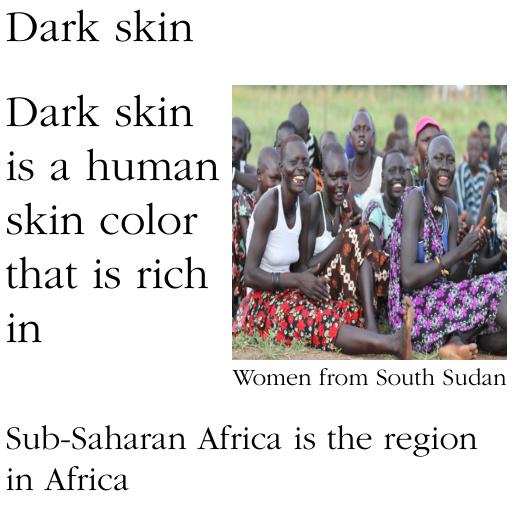 Dark skin
Dark skin
is a human
skin color
that is rich
in
Women from South Sudan
Sub-Saharan Africa is the region
in Africa